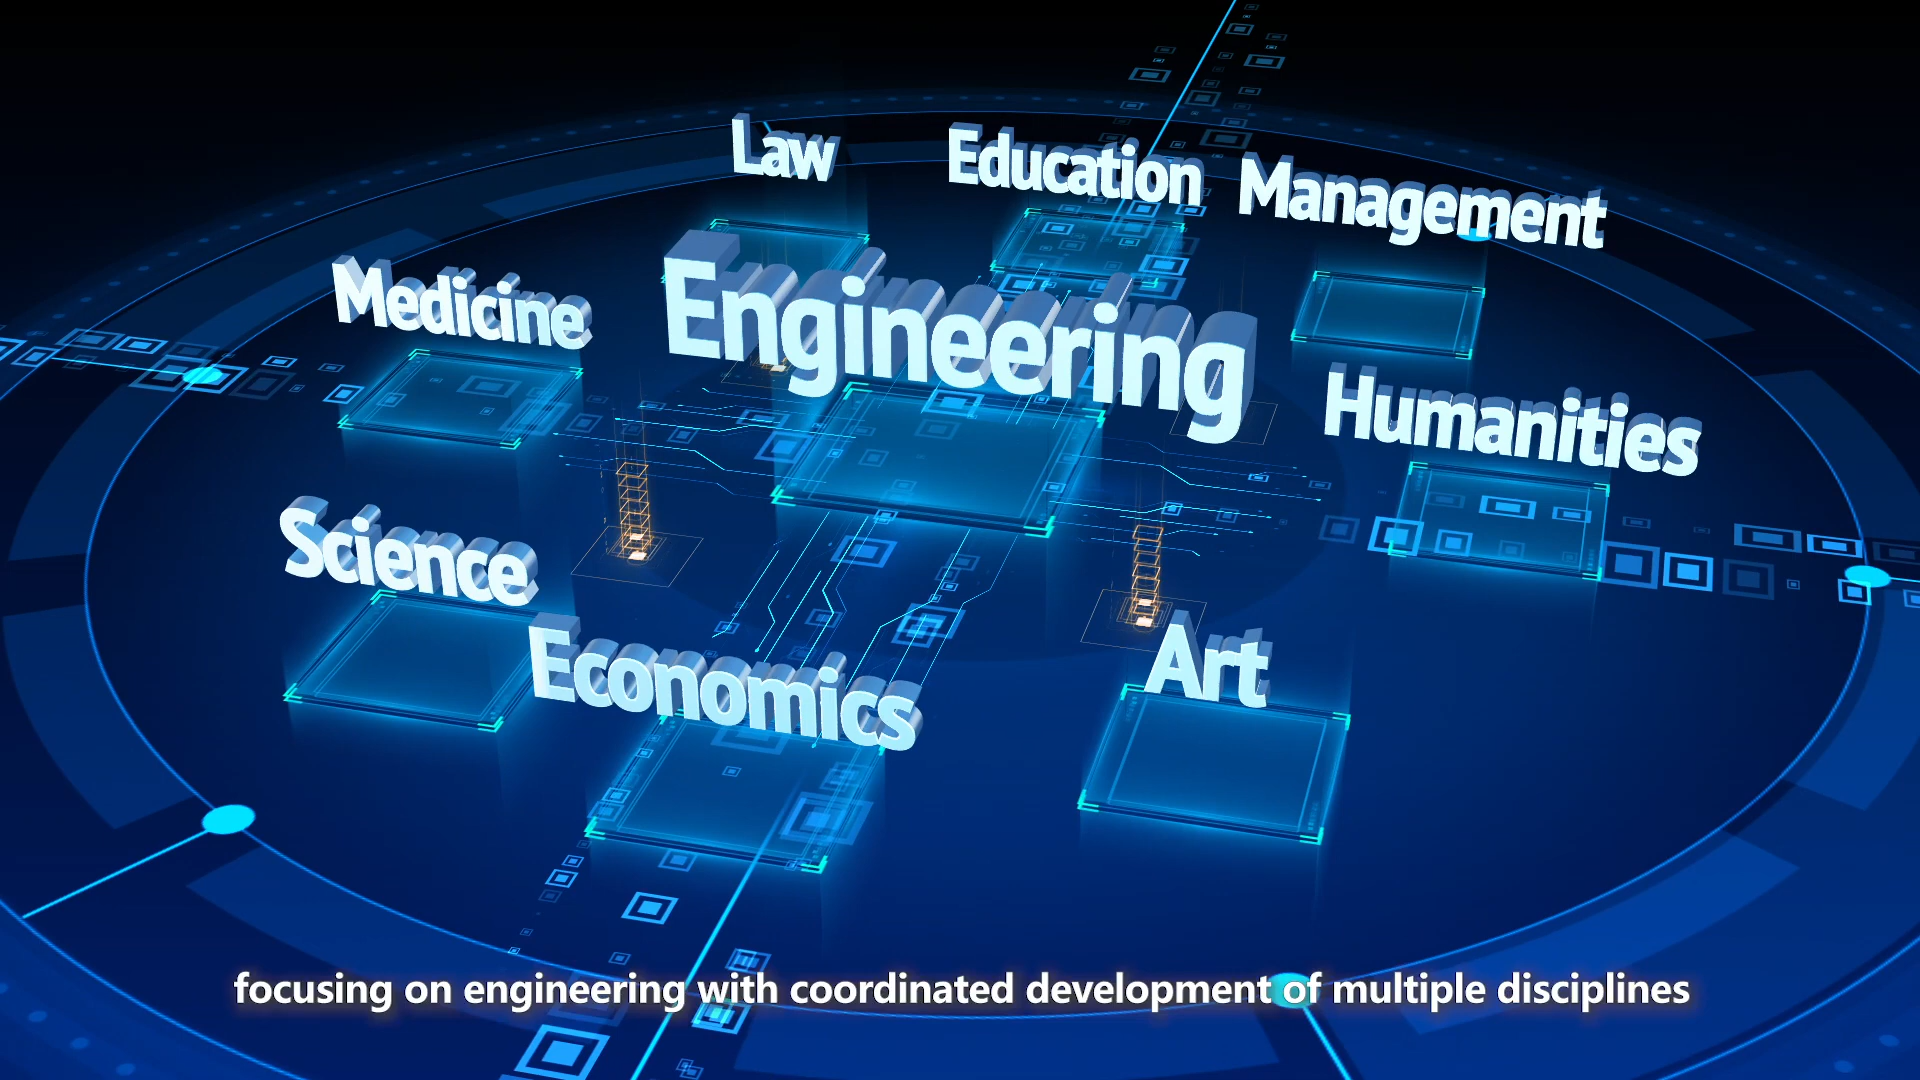 Law
Education
Management
Medicine
Engineering
Humanities
Science
Economics
Art
focusing on engineering with coordinated development of multiple disciplines